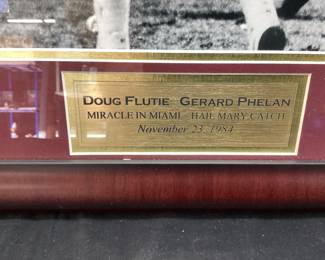 DOUG FLUTIE GERARD PHELAN
MIRACLE IN MIAMI - HAIL MARY CATCH
November 23, 1984